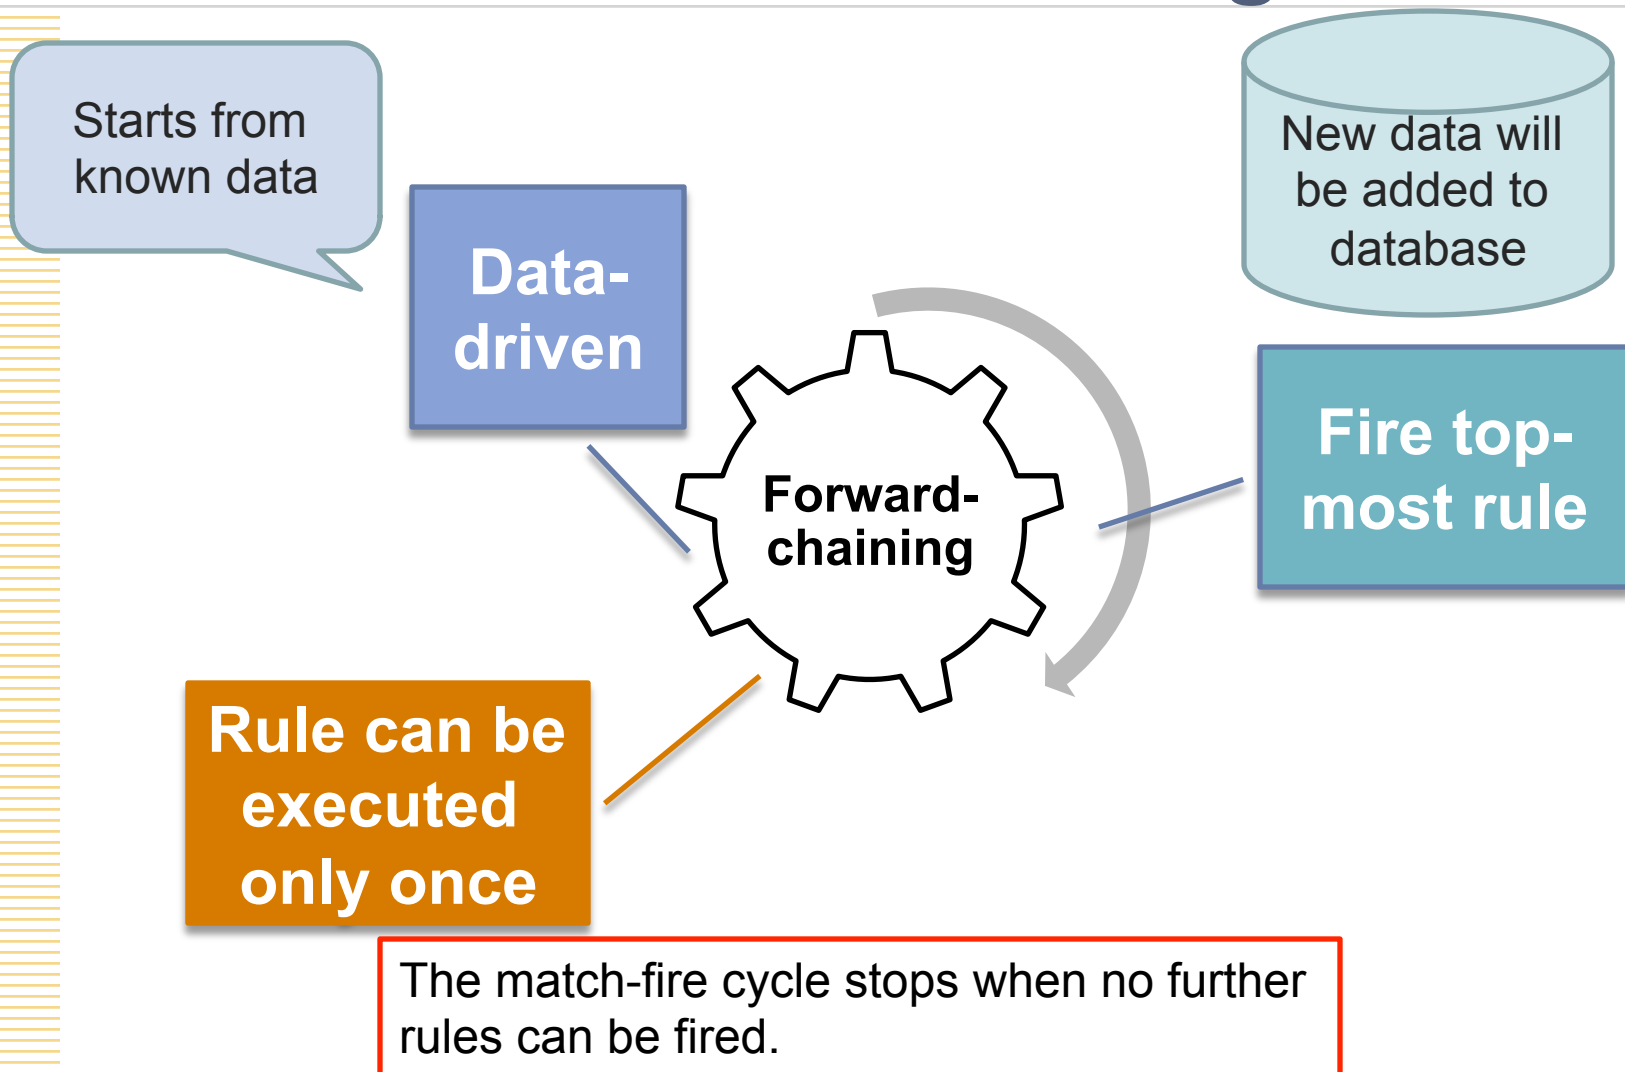 Starts from
known data
New data will
be added to
database
Data-
driven
Fire top-
most rule
Forward-
chaining
Rule can be
executed
only once
The match-fire cycle stops when no further
rules can be fired.